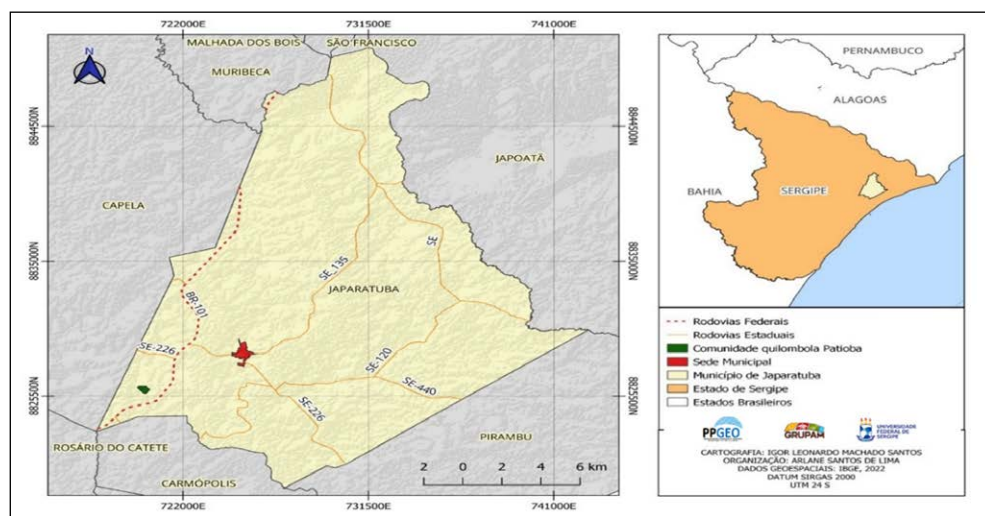 722000E
731500E
741000E
MALHADA DOS BOIS
SÃO FRANCISCO
N
MURIBECA
8844500N
8844500N
JAPOATÃ
CAPELA
8835000N
8835000N
SE
SE-135
JAPARATUBA
BR-101
SE-226
SE-120
SE-440
8825500N
8825500N
SE-226
PIRAMBU
ROSÁRIO DO CATETE
CARMÓPOLIS
2 0 2 4 6 km
722000E
731500E
741000E
PERNAMBUCO
ALAGOAS
BAHIA
SERGIPE
Rodovias Federais
Rodovias Estaduais
Comunidade quilombola Patioba
Sede Municipal
Município de Japaratuba
Estado de Sergipe
Estados Brasileiros
PPGEO
GRUPAM
UNIVERSIDADE
FEDERAL DE
SERGIPE
CARTOGRAFIA: IGOR LEONARDO MACHADO SANTOS
ORGANIZAÇÃO: ARLANE SANTOS DE LIMA
DADOS GEOESPACIAIS: IBGE, 2022
DATUM SIRGAS 2000
UTM 24 S